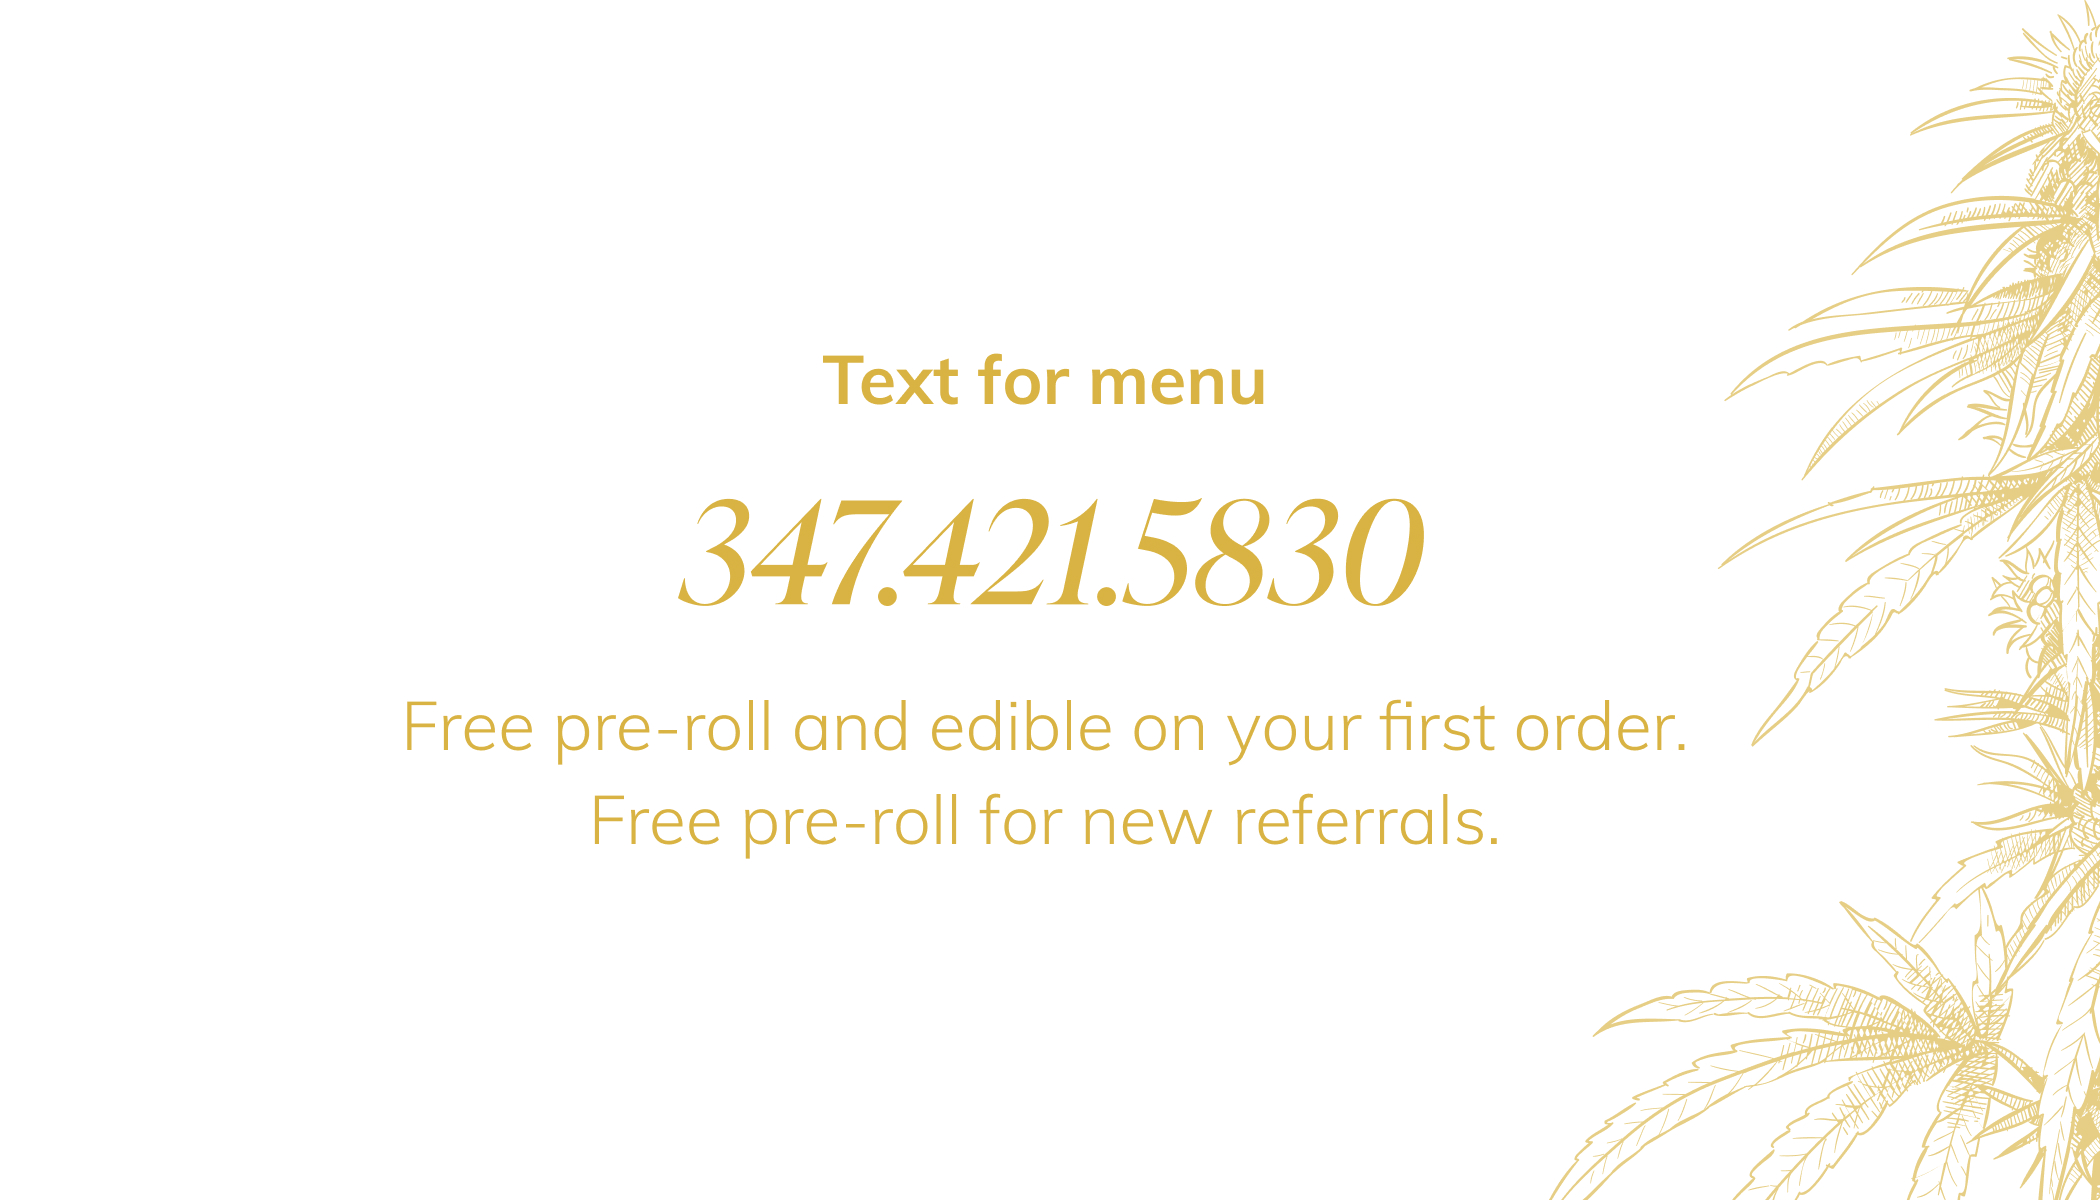 Text for menu
347.421.5830
Free pre-roll and edible on your first order.
Free pre-roll for new referrals.